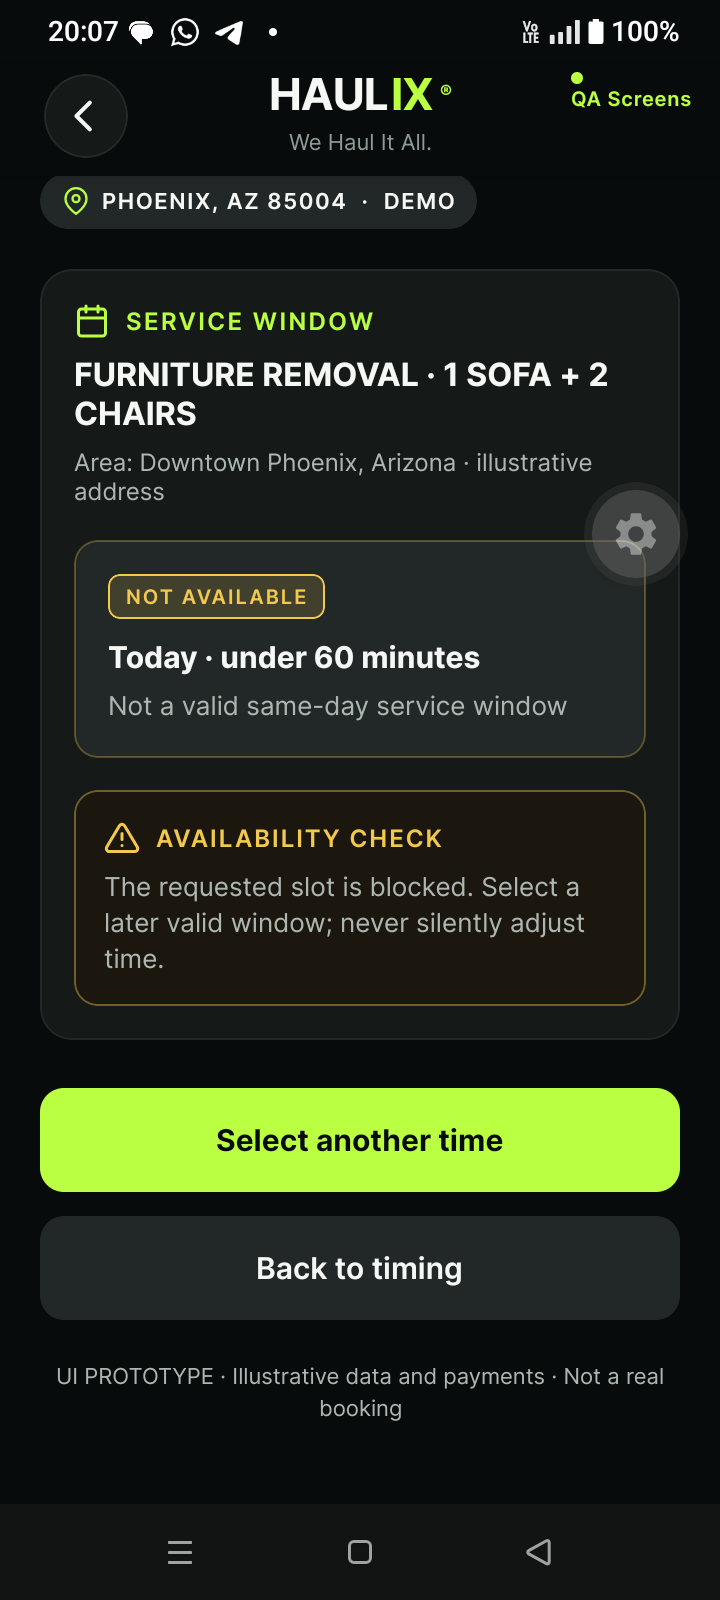 20:07
Vo LTE
100%
HAULIX ®
We Haul It All.
QA Screens
PHOENIX, AZ 85004 · DEMO
SERVICE WINDOW
FURNITURE REMOVAL · 1 SOFA + 2
CHAIRS
Area: Downtown Phoenix, Arizona · illustrative
address
NOT AVAILABLE
Today · under 60 minutes
Not a valid same-day service window
AVAILABILITY CHECK
The requested slot is blocked. Select a
later valid window; never silently adjust
time.
Select another time
Back to timing
UI PROTOTYPE · Illustrative data and payments · Not a real
booking